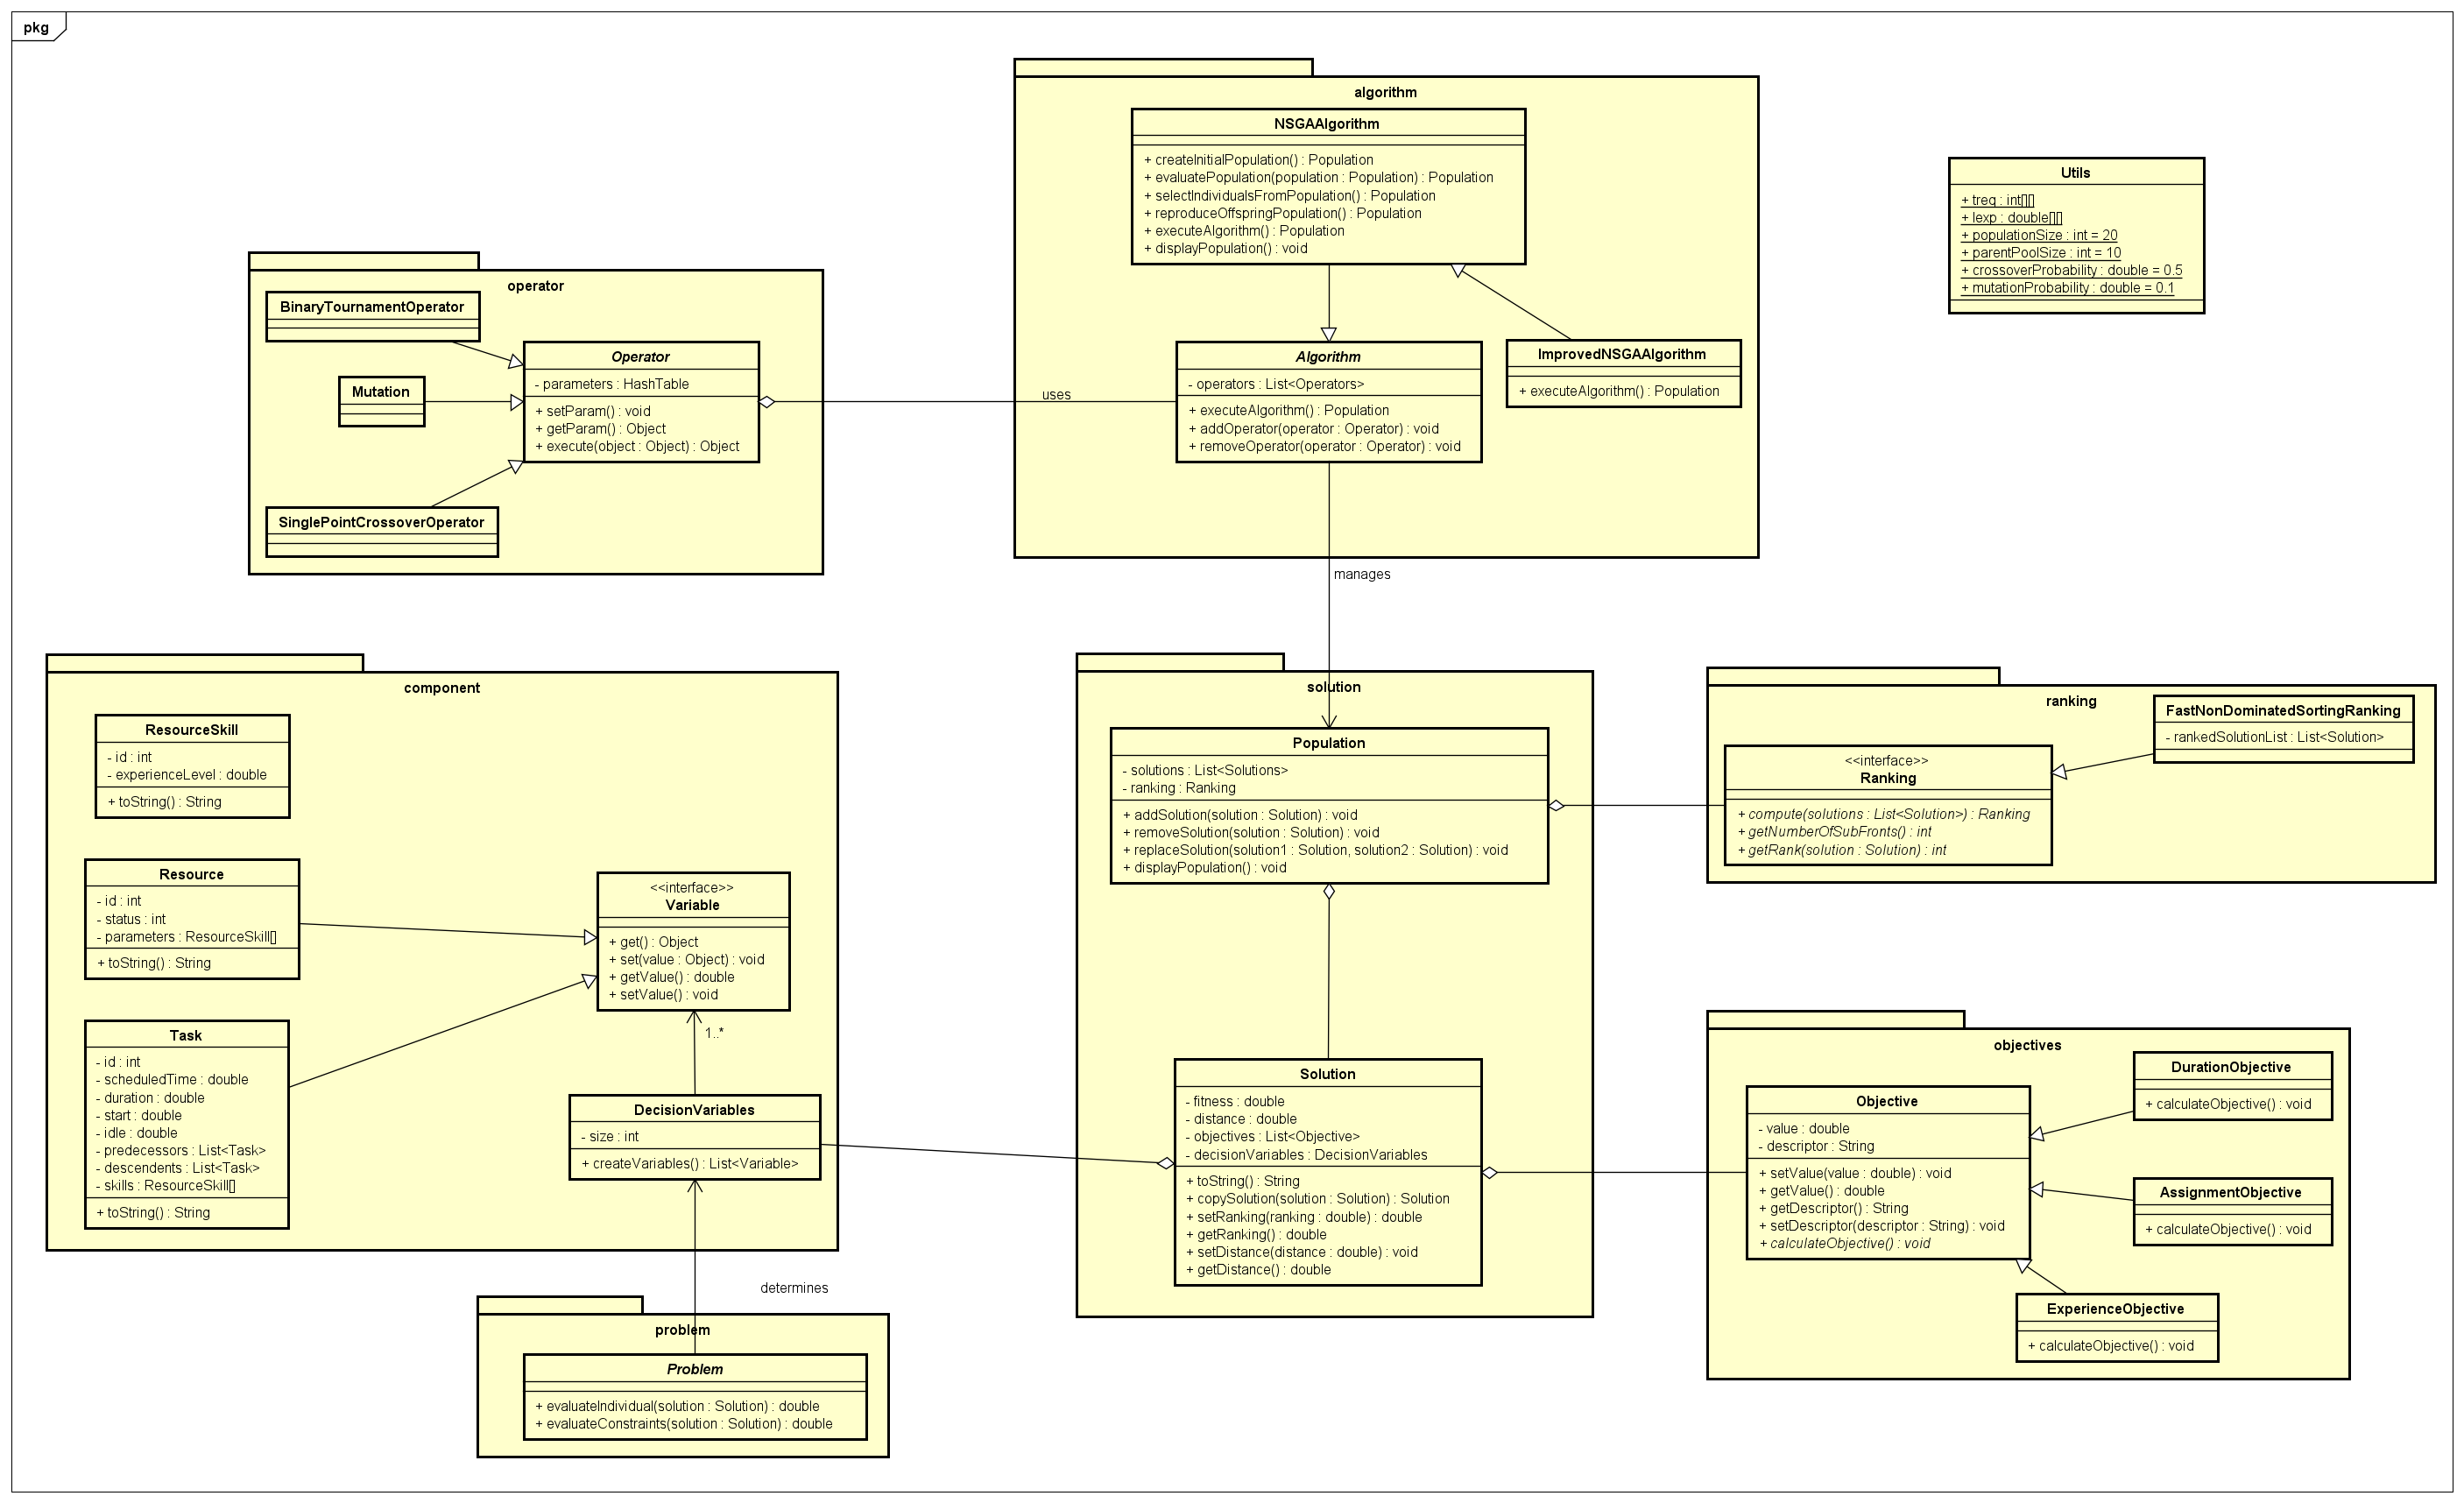 pkg
algorithm
NSGAAlgorithm
+ createInitialPopulation() : Population
+ evaluatePopulation(population : Population) : Population
+ selectIndividualsFromPopulation() : Population
+ reproduceOffspringPopulation() : Population
+ executeAlgorithm() : Population
+ displayPopulation() : void
Algorithm
- operators : List<Operators>
+ executeAlgorithm() : Population
+ addOperator(operator : Operator) : void
+ removeOperator(operator : Operator) : void
ImprovedNSGAAlgorithm
+ executeAlgorithm() : Population
Utils
+ treq : int[][]
+ lexp : double[][]
+ populationSize : int = 20
+ parentPoolSize : int = 10
+ crossoverProbability : double = 0.5
+ mutationProbability : double = 0.1
operator
BinaryTournamentOperator
Mutation
SinglePointCrossoverOperator
Operator
- parameters : HashTable
+ setParam() : void
+ getParam() : Object
+ execute(object : Object) : Object
uses
manages
component
ResourceSkill
- id : int
- experienceLevel : double
+ toString() : String
Resource
- id : int
- status : int
- parameters : ResourceSkill[]
+ toString() : String
Task
- id : int
- scheduledTime : double
- duration : double
- start : double
- idle : double
- predecessors : List<Task>
- descendents : List<Task>
- skills : ResourceSkill[]
+ toString() : String
<<interface>>
Variable
+ get() : Object
+ set(value : Object) : void
+ getValue() : double
+ setValue() : void
1..*
DecisionVariables
- size : int
+ createVariables() : List<Variable>
determines
problem
Problem
+ evaluateIndividual(solution : Solution) : double
+ evaluateConstraints(solution : Solution) : double
solution
Population
- solutions : List<Solutions>
- ranking : Ranking
+ addSolution(solution : Solution) : void
+ removeSolution(solution : Solution) : void
+ replaceSolution(solution1 : Solution, solution2 : Solution) : void
+ displayPopulation() : void
Solution
- fitness : double
- distance : double
- objectives : List<Objective>
- decisionVariables : DecisionVariables
+ toString() : String
+ copySolution(solution : Solution) : Solution
+ setRanking(ranking : double) : double
+ getRanking() : double
+ setDistance(distance : double) : void
+ getDistance() : double
ranking
FastNonDominatedSortingRanking
- rankedSolutionList : List<Solution>
<<interface>>
Ranking
+ compute(solutions : List<Solution>) : Ranking
+ getNumberOfSubFronts() : int
+ getRank(solution : Solution) : int
objectives
Objective
- value : double
- descriptor : String
+ setValue(value : double) : void
+ getValue() : double
+ getDescriptor() : String
+ setDescriptor(descriptor : String) : void
+ calculateObjective() : void
DurationObjective
+ calculateObjective() : void
AssignmentObjective
+ calculateObjective() : void
ExperienceObjective
+ calculateObjective() : void